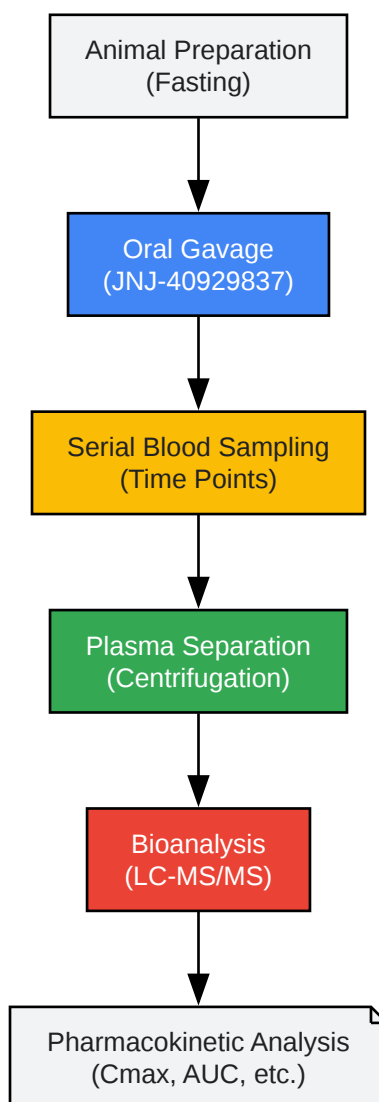 Animal Preparation
(Fasting)
Oral Gavage
(JNJ-40929837)
Serial Blood Sampling
(Time Points)
Plasma Separation
(Centrifugation)
Bioanalysis
(LC-MS/MS)
Pharmacokinetic Analysis
(Cmax, AUC, etc.)